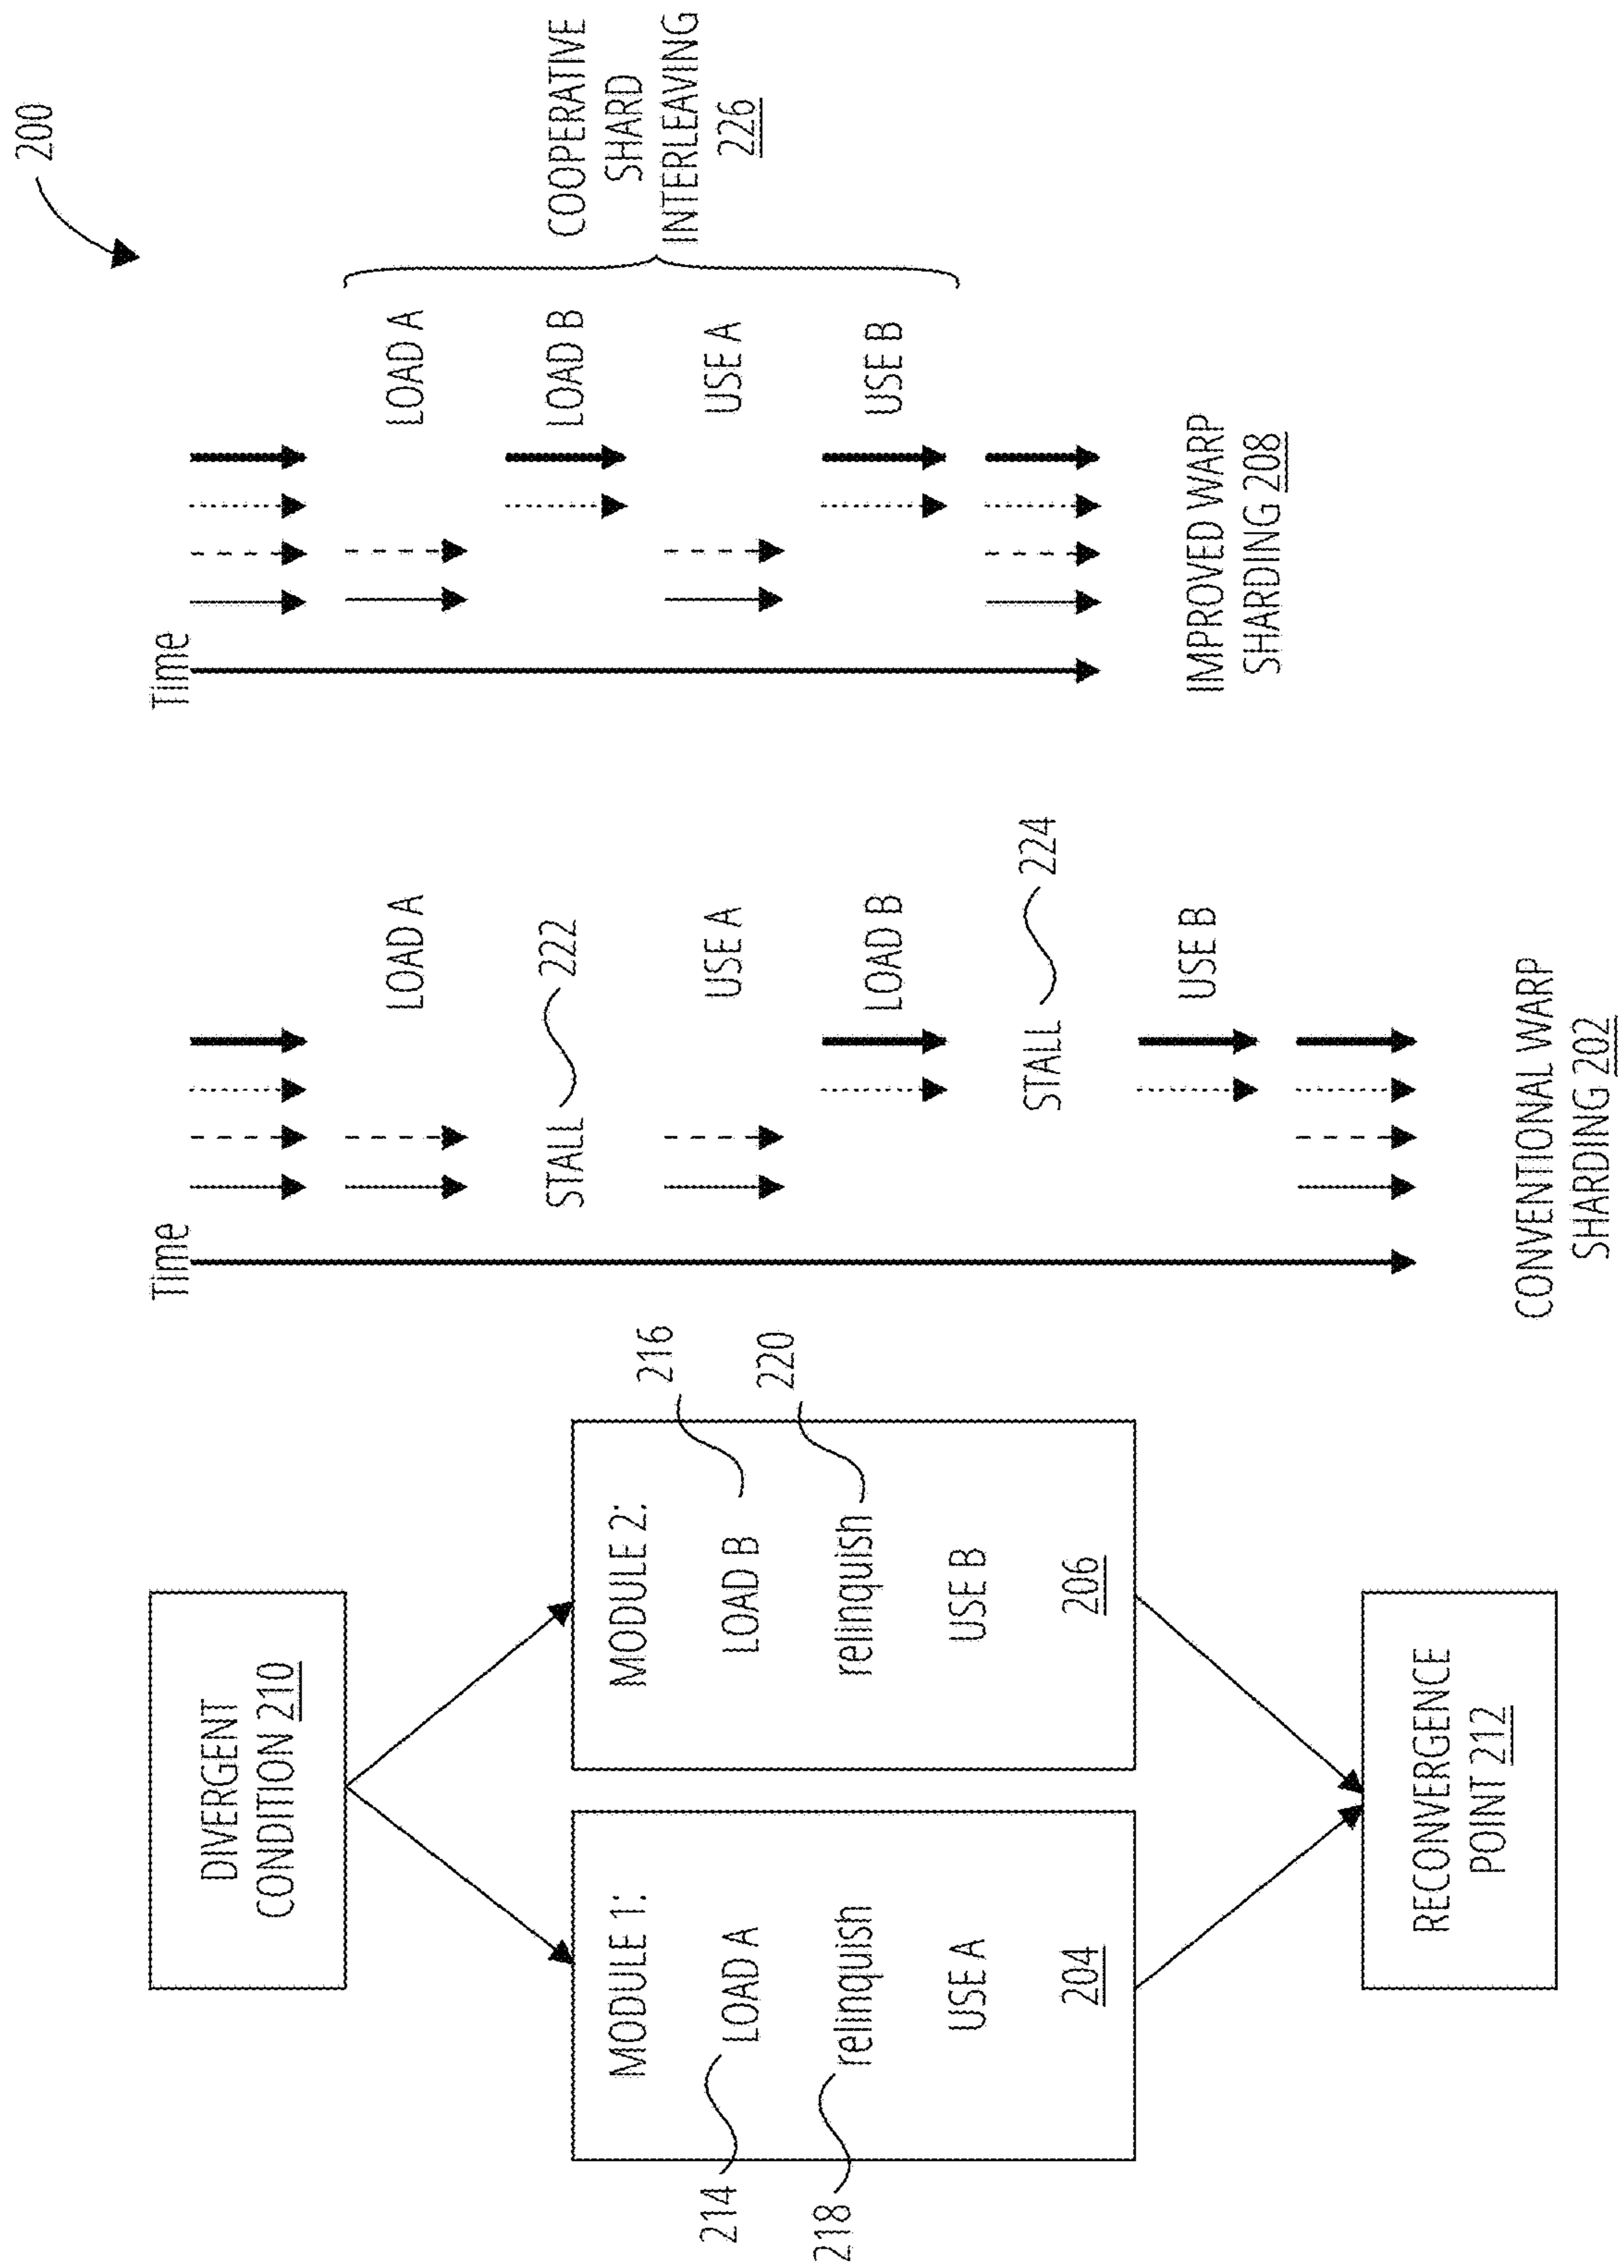 200
DIVERGENT
CONDITION 210
MODULE 1:
LOAD A
relinquish
USE A
204
214
218
MODULE 2:
LOAD B
relinquish
USE B
206
216
220
RECONVERGENCE
POINT 212
Time
LOAD A
STALL
222
USE A
LOAD B
STALL
224
USE B
CONVENTIONAL WARP
SHARDING 202
Time
LOAD A
LOAD B
USE A
USE B
COOPERATIVE
SHARD
INTERLEAVING
226
IMPROVED WARP
SHARDING 208